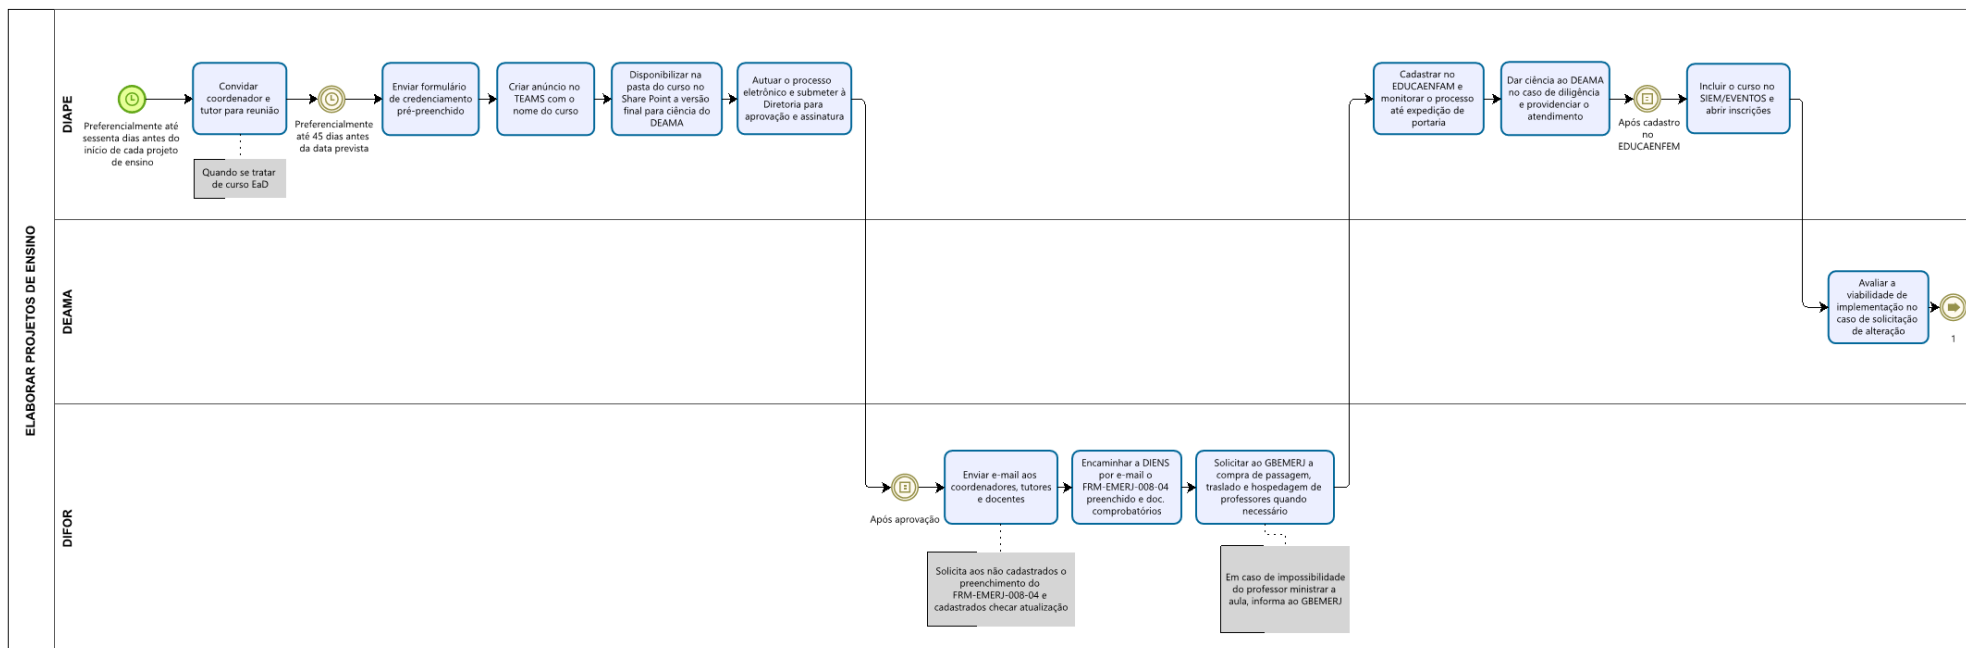 ELABORAR PROJETOS DE ENSINO
DIAPE
Preferencialmente até
sessenta dias antes do
início de cada projeto
de ensino
Convidar
coordenador e
tutor para reunião
Quando se tratar
de curso EaD
Preferencialmente
até 45 dias antes
da data prevista
Enviar formulário
de credenciamento
pré-preenchido
Criar anúncio no
TEAMS com o
nome do curso
Disponibilizar na
pasta do curso no
Share Point a versão
final para ciência do
DEAMA
Autuar o processo
eletrônico e submeter à
Diretoria para
aprovação e assinatura
Cadastrar no
EDUCAENFAM e
monitorar o processo
até expedição de
portaria
Dar ciência ao DEAMA
no caso de diligência
e providenciar o
atendimento
Após cadastro
no
EDUCAENFEM
Incluir o curso no
SIEM/EVENTOS e
abrir inscrições
DEAMA
Avaliar a
viabilidade de
implementação no
caso de solicitação
de alteração
1
DIFOR
Após aprovação
Enviar e-mail aos
coordenadores, tutores
e docentes
Solicita aos não cadastrados o
preenchimento do
FRM-EMERJ-008-04 e
cadastrados checar atualização
Encaminhar a DIENS
por e-mail o
FRM-EMERJ-008-04
preenchido e doc.
comprobatórios
Solicitar ao GBEMERJ a
compra de passagem,
traslado e hospedagem de
professores quando
necessário
Em caso de impossibilidade
do professor ministrar a
aula, informa ao GBEMERJ